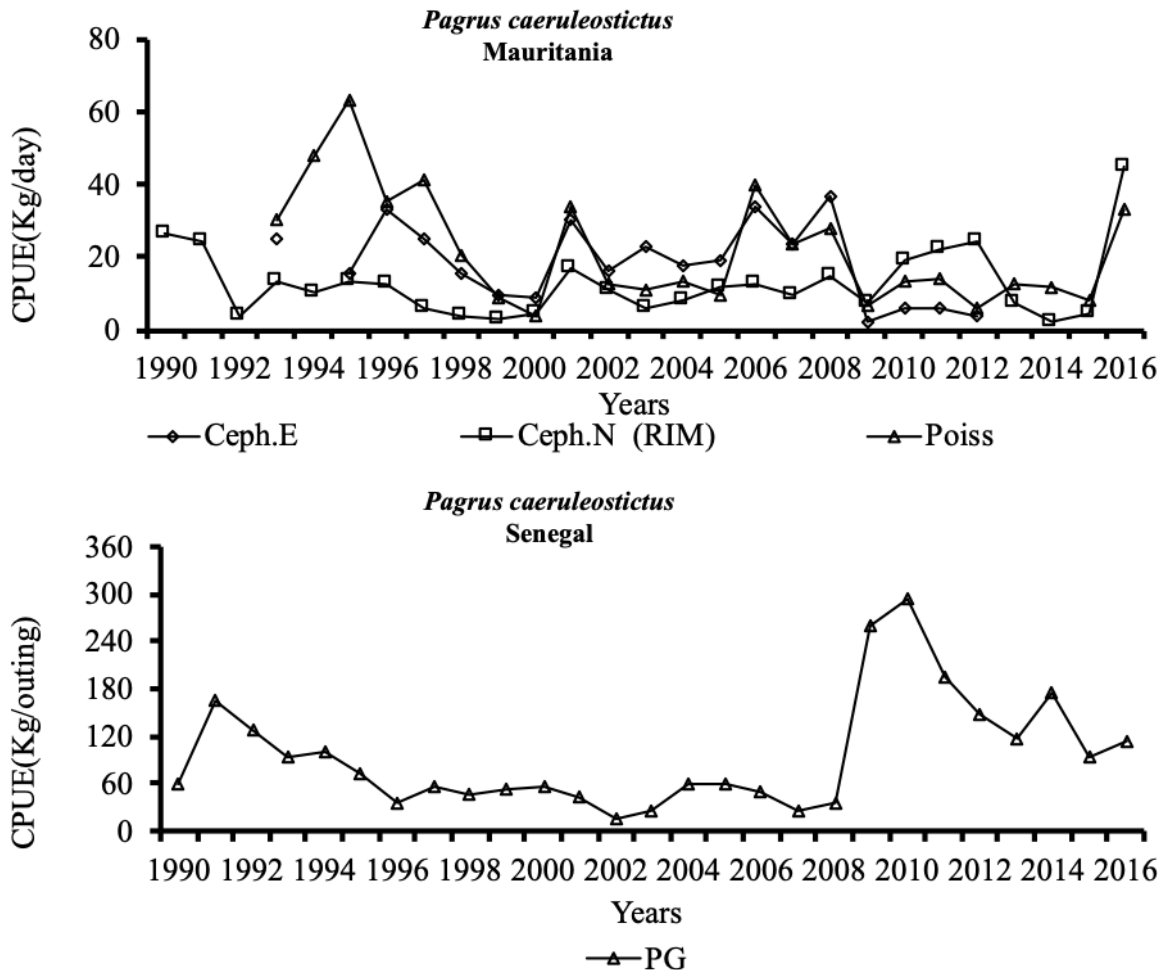 Pagrus caeruleostictus
Mauritania
CPUE(Kg/day)
80
60
40
20
0
1990 1992 1994 1996 1998 2000 2002 2004 2006 2008 2010 2012 2014 2016
Years
Ceph.E Ceph.N (RIM) Poiss
Pagrus caeruleostictus
Senegal
CPUE(Kg/outing)
360
300
240
180
120
60
0
1990 1992 1994 1996 1998 2000 2002 2004 2006 2008 2010 2012 2014 2016
Years
PG